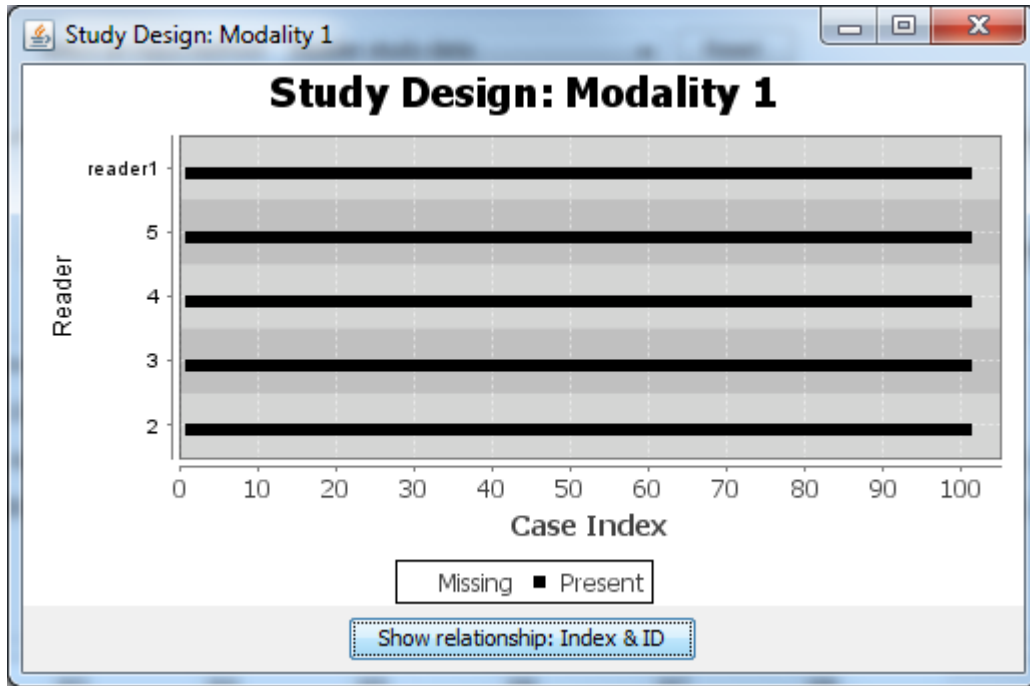 Study Design: Modality 1
Study Design: Modality 1
reader1
5
4
3
2
Reader
0 10 20 30 40 50 60 70 80 90 100
Case Index
Missing Present
Show relationship: Index & ID